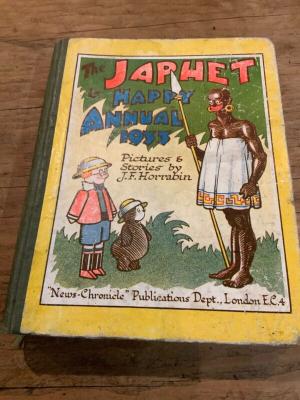 The JAPHET
& HAPPY
ANNUAL
1933
Pictures &
Stories by
J.F. Horrabin
"News-Chronicle" Publications Dept., London E.C.4